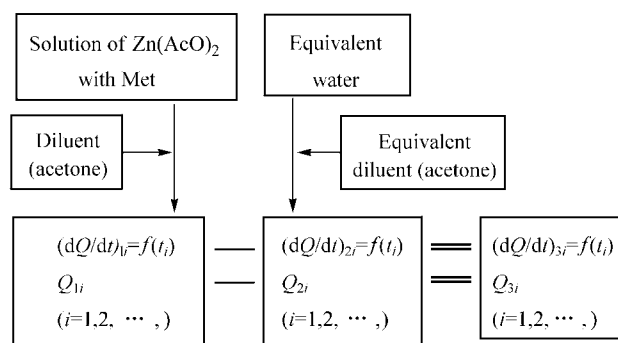 Solution of Zn(AcO)₂
with Met
Equivalent
water
Diluent
(acetone)
Equivalent
diluent (acetone)
(dQ/dt)₁ᵢ=f(tᵢ)
Q₁ᵢ
(i=1,2, ⋯ ,)
—
—
(dQ/dt)₂ᵢ=f(tᵢ)
Q₂ᵢ
(i=1,2, ⋯ ,)
=
=
(dQ/dt)₃ᵢ=f(tᵢ)
Q₃ᵢ
(i=1,2, ⋯ ,)